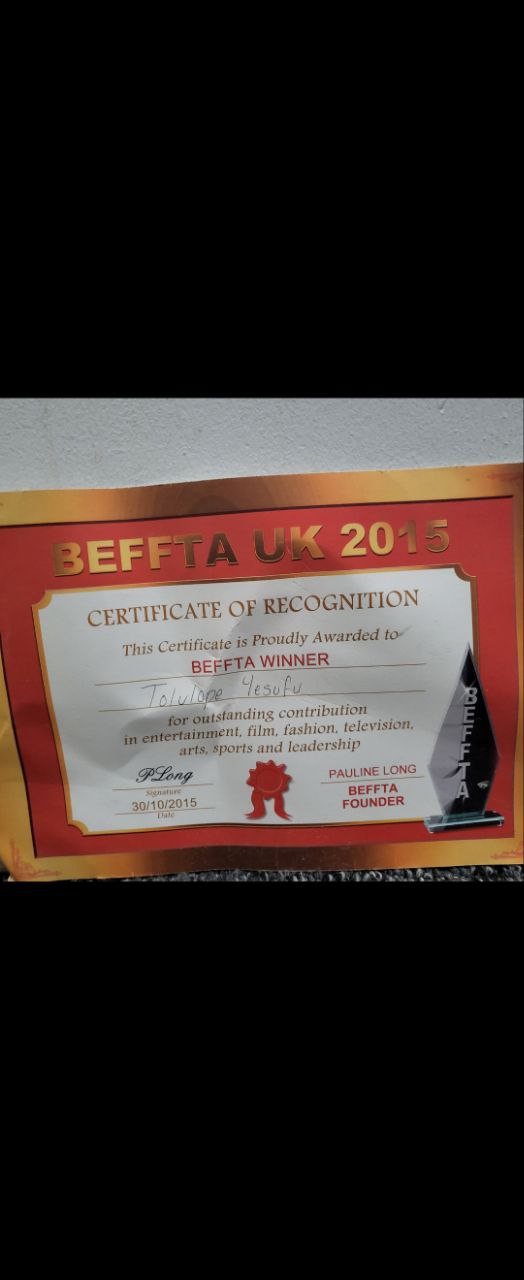 BEFFTA UK 2015
CERTIFICATE OF RECOGNITION
This Certificate is Proudly Awarded to
BEFFTA WINNER
Tolulope Yesufu
for outstanding contribution
in entertainment, film, fashion, television,
arts, sports and leadership
PLong
Signature
30/10/2015
Date
PAULINE LONG
BEFFTA
FOUNDER
BEFFTA